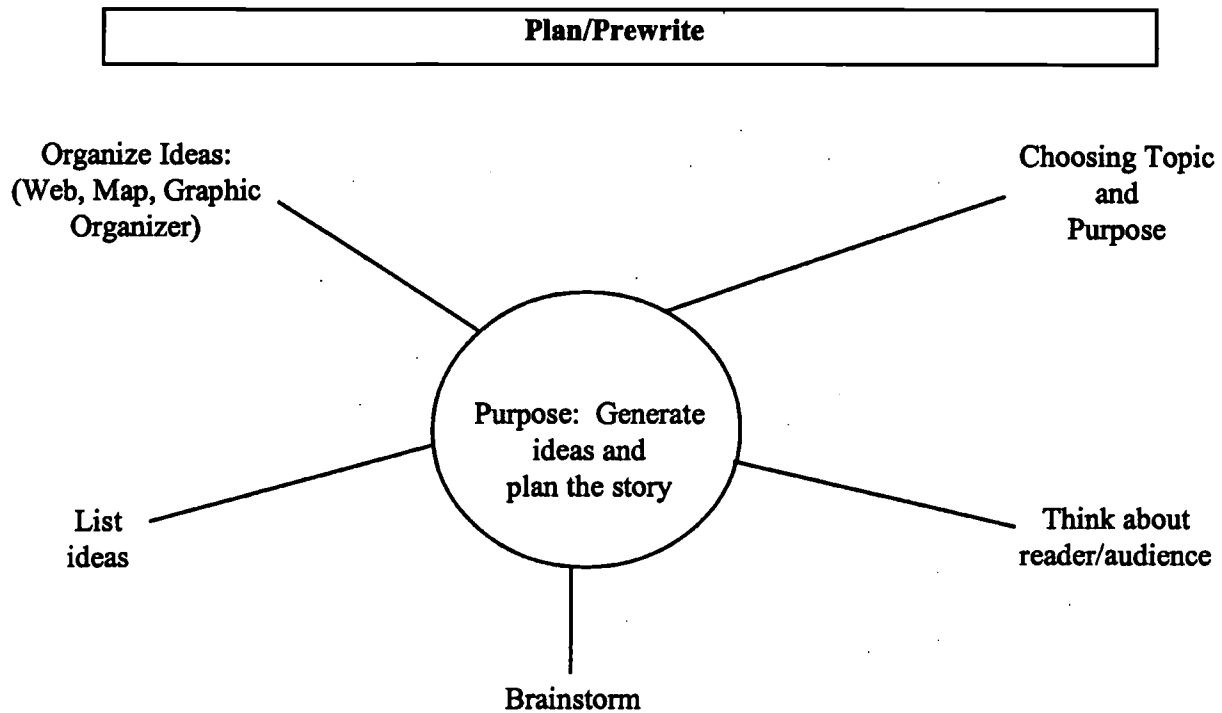 Plan/Prewrite
Organize Ideas:
(Web, Map, Graphic
Organizer)
Choosing Topic
and
Purpose
Purpose: Generate
ideas and
plan the story
List
ideas
Think about
reader/audience
Brainstorm